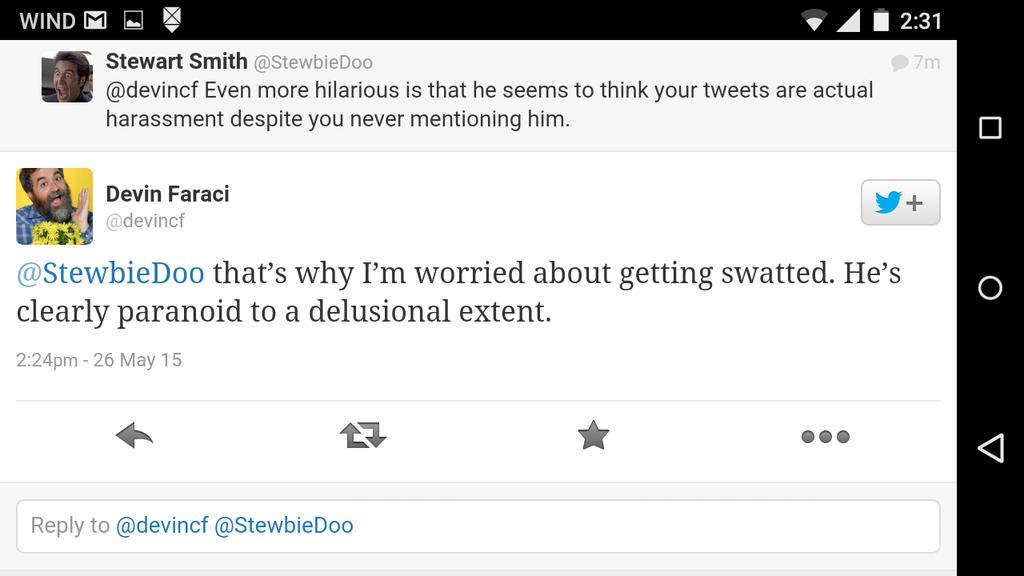 WIND 2:31
Stewart Smith @StewbieDoo 7m
@devincf Even more hilarious is that he seems to think your tweets are actual
harassment despite you never mentioning him.
Devin Faraci
@devincf
@StewbieDoo that’s why I’m worried about getting swatted. He’s
clearly paranoid to a delusional extent.
2:24pm - 26 May 15
Reply to @devincf @StewbieDoo